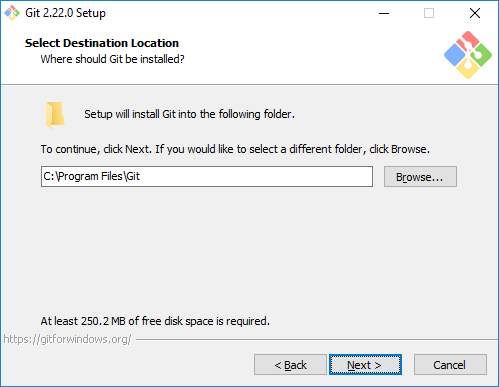 Git 2.22.0 Setup
Select Destination Location
Where should Git be installed?
Setup will install Git into the following folder.
To continue, click Next. If you would like to select a different folder, click Browse.
C:\Program Files\Git
Browse...
At least 250.2 MB of free disk space is required.
https://gitforwindows.org/
< Back
Next >
Cancel